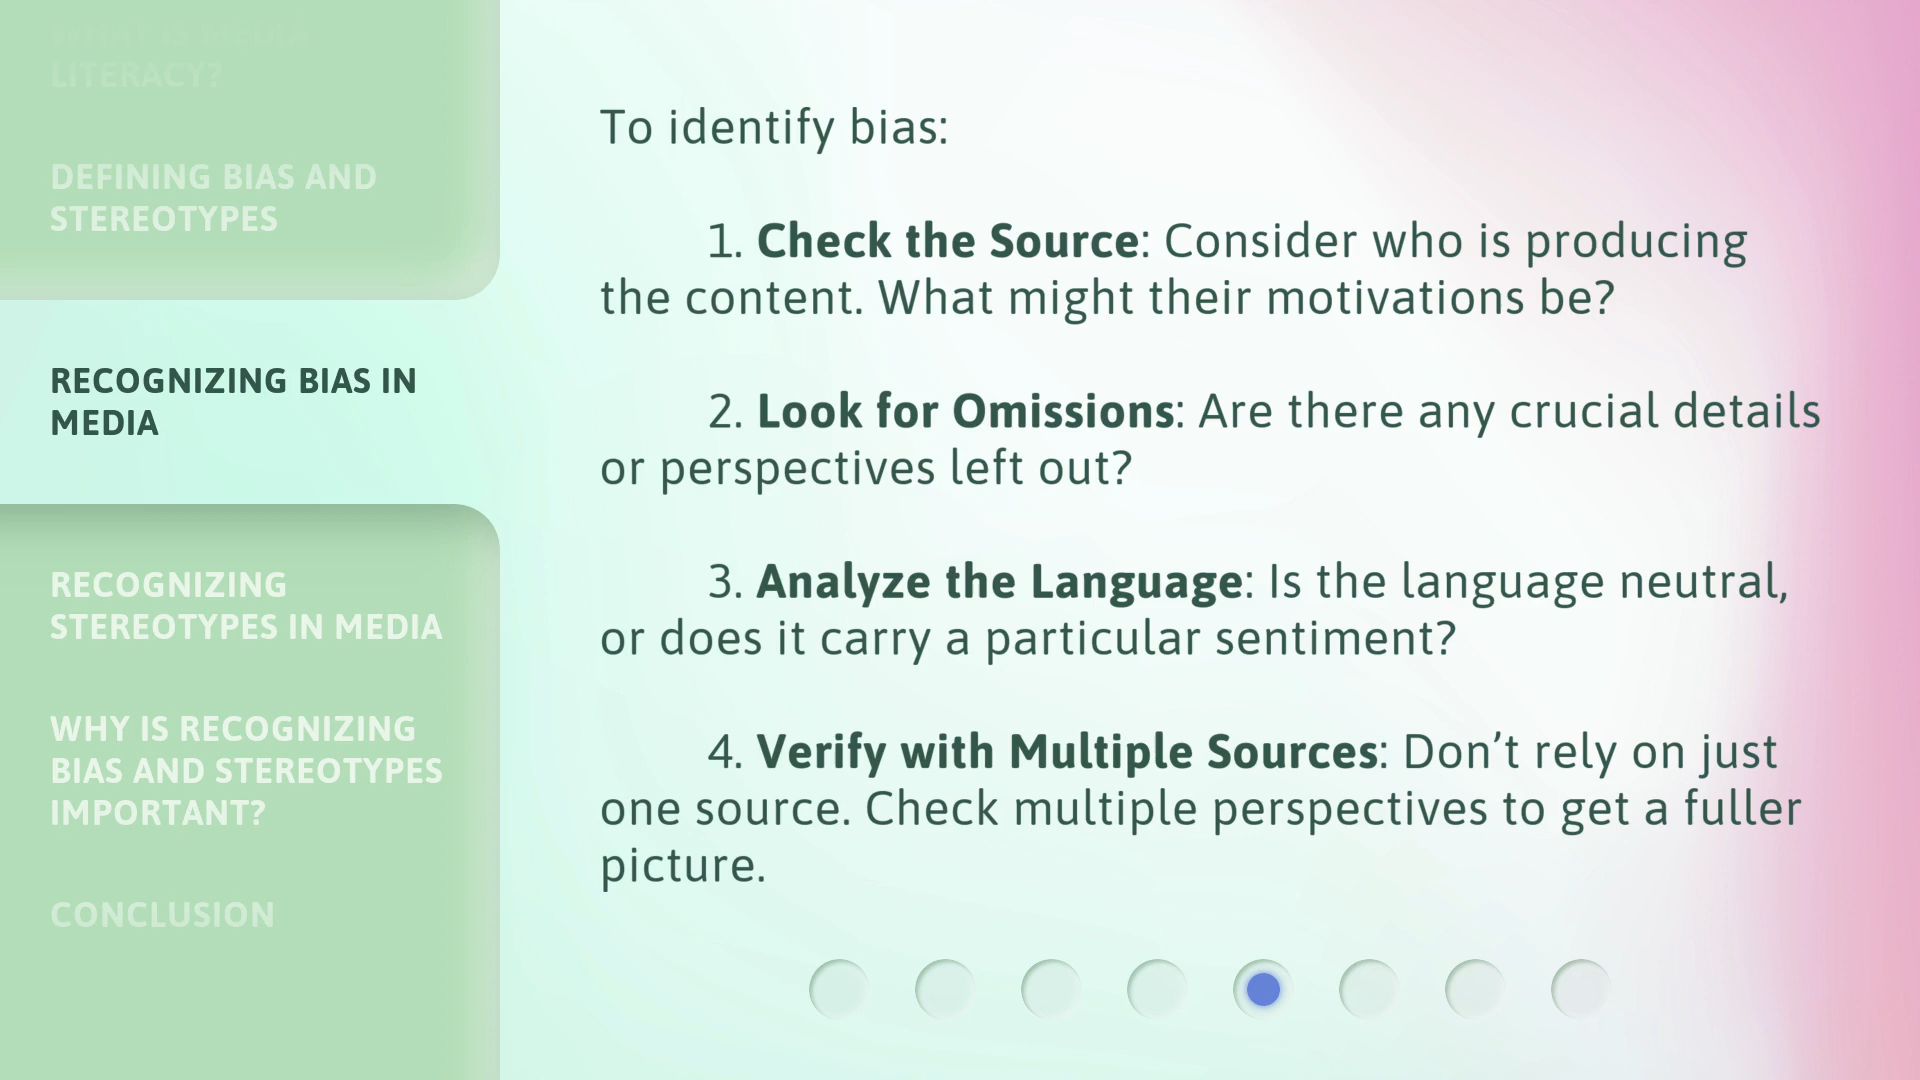 WHAT IS MEDIA
LITERACY?
DEFINING BIAS AND
STEREOTYPES
RECOGNIZING BIAS IN
MEDIA
RECOGNIZING
STEREOTYPES IN MEDIA
WHY IS RECOGNIZING
BIAS AND STEREOTYPES
IMPORTANT?
CONCLUSION
To identify bias:
1. Check the Source: Consider who is producing
the content. What might their motivations be?
2. Look for Omissions: Are there any crucial details
or perspectives left out?
3. Analyze the Language: Is the language neutral,
or does it carry a particular sentiment?
4. Verify with Multiple Sources: Don’t rely on just
one source. Check multiple perspectives to get a fuller
picture.